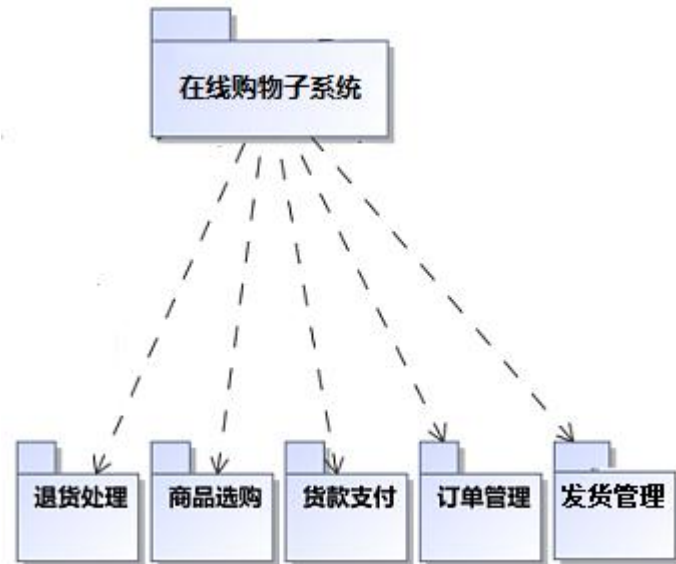 在线购物子系统
退货处理
商品选购
货款支付
订单管理
发货管理